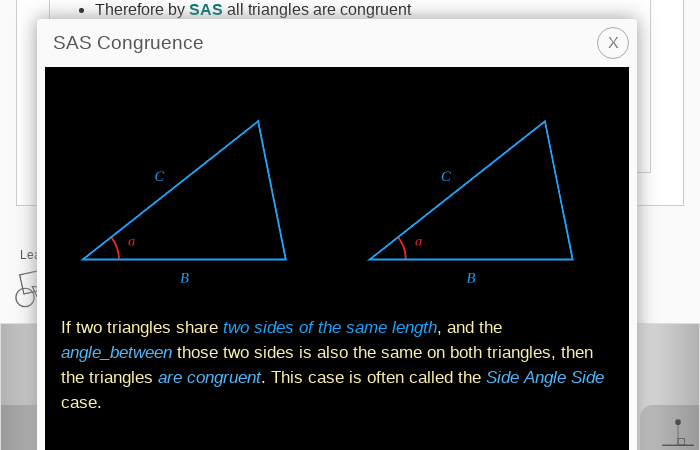 Therefore by SAS all triangles are congruent
SAS Congruence
X
C
C
a
a
B
B
Lea
If two triangles share two sides of the same length, and the
angle_between those two sides is also the same on both triangles, then
the triangles are congruent. This case is often called the Side Angle Side
case.